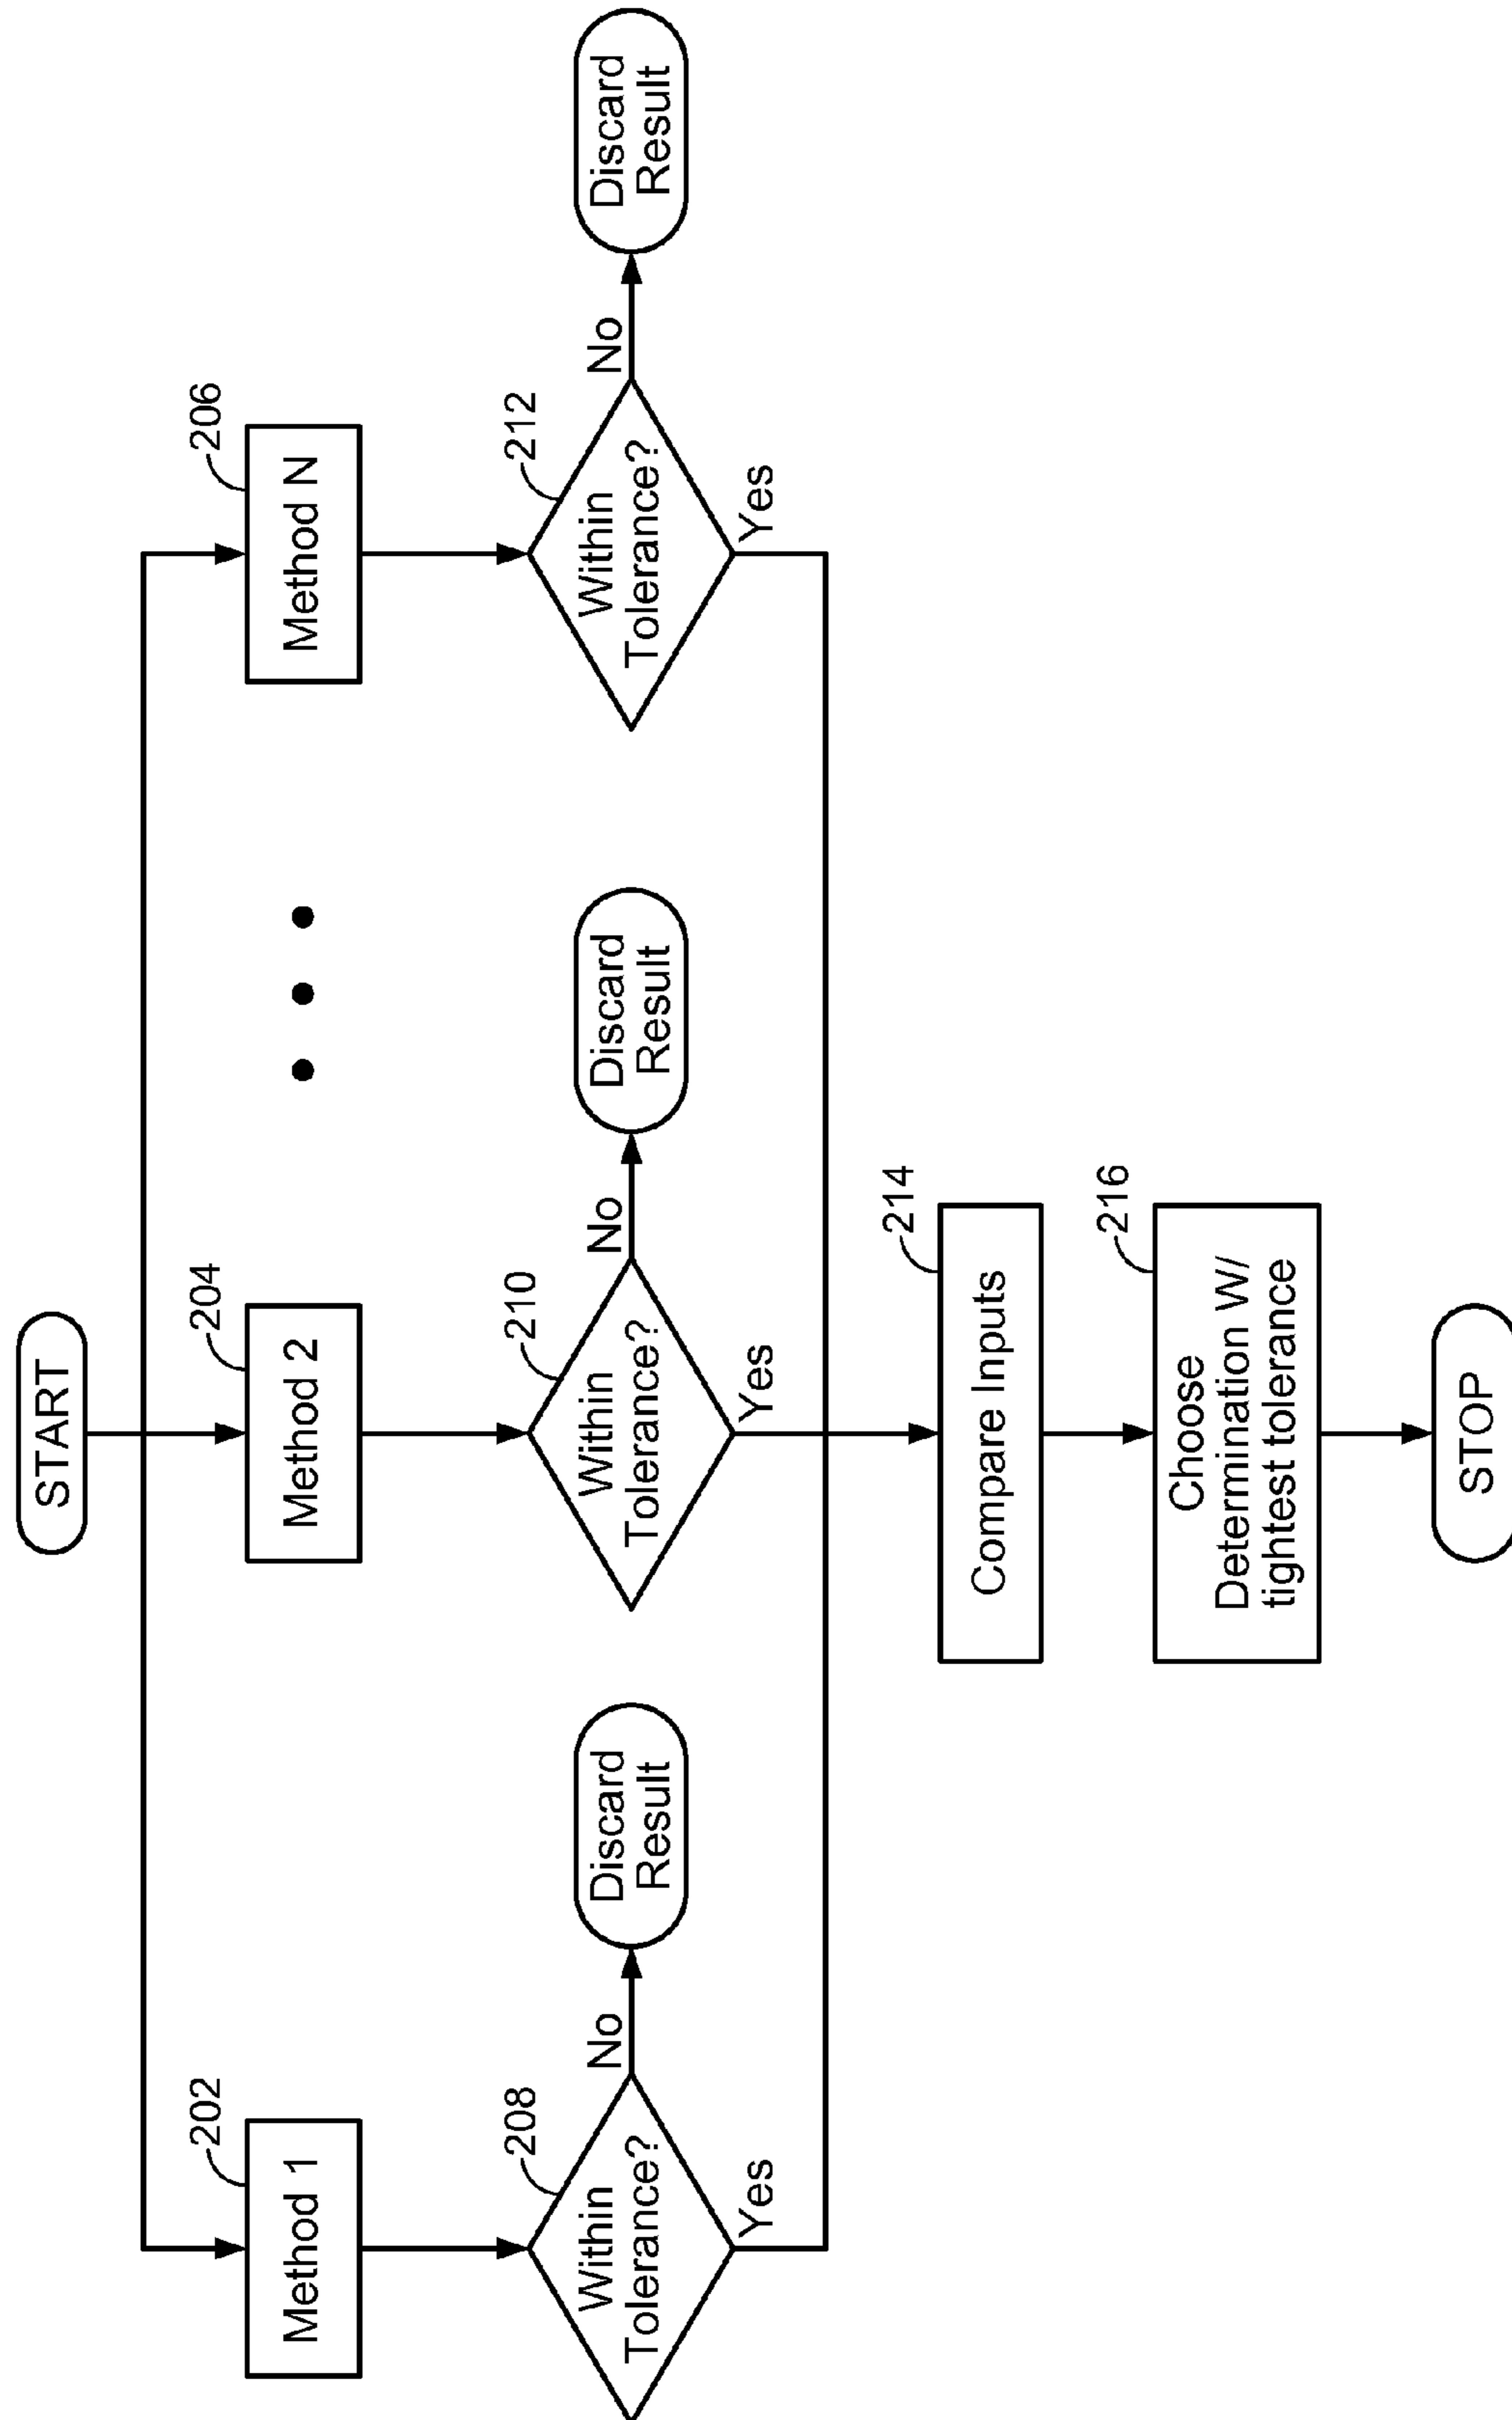 START
202
204
206
Method 1
Method 2
Method N
208
210
212
Within
Tolerance?
No
Discard
Result
Within
Tolerance?
No
Discard
Result
Within
Tolerance?
No
Discard
Result
Yes
Yes
Yes
214
Compare Inputs
216
Choose
Determination W/
tightest tolerance
STOP